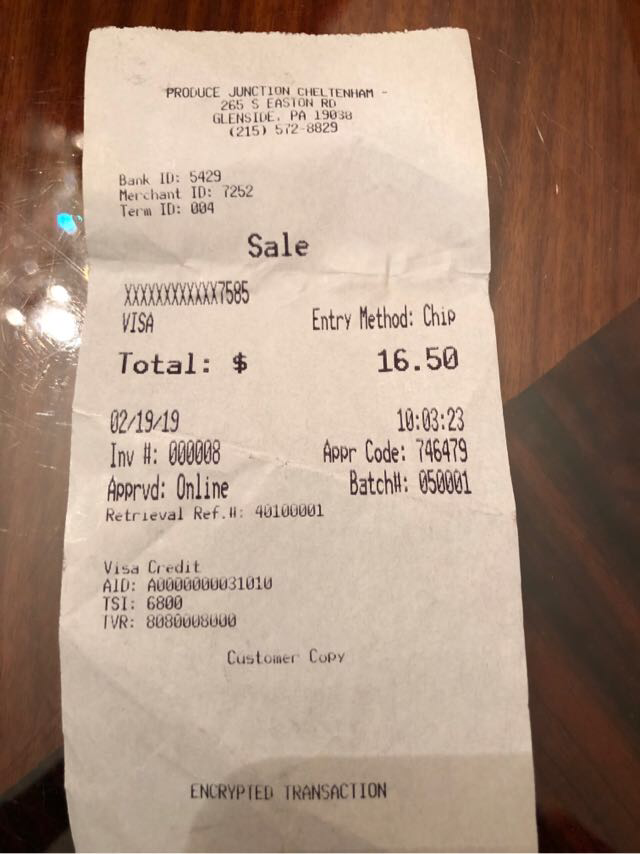 PRODUCE JUNCTION CHELTENHAM -
265 S EASTON RD
GLENSIDE, PA 19038
(215) 572-8829
Bank ID: 5429
Merchant ID: 7252
Term ID: 004
Sale
XXXXXXXXXXXX7585
VISA Entry Method: Chip
Total: $ 16.50
02/19/19 10:03:23
Inv #: 000008 Appr Code: 746479
Apprvd: Online Batch#: 050001
Retrieval Ref.#: 40100001
Visa Credit
AID: A0000000031010
TSI: 6800
TVR: 8080008000
Customer Copy
ENCRYPTED TRANSACTION